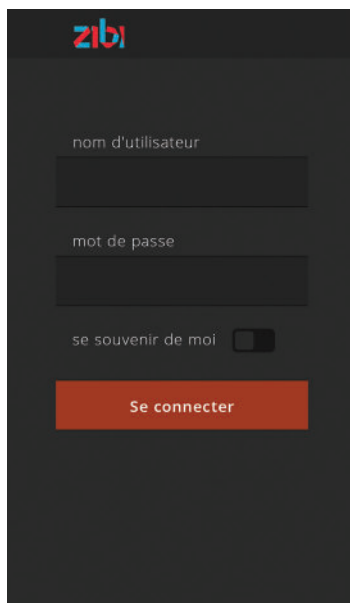 zibi
nom d'utilisateur
mot de passe
se souvenir de moi
Se connecter